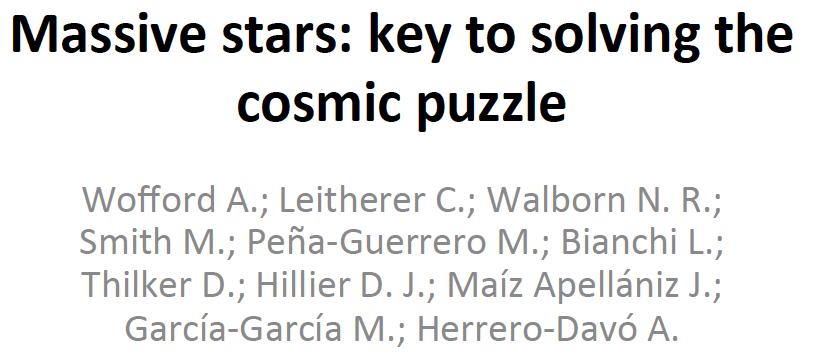 Massive stars: key to solving the
cosmic puzzle
Wofford A.; Leitherer C.; Walborn N. R.;
Smith M.; Peña-Guerrero M.; Bianchi L.;
Thilker D.; Hillier D. J.; Maíz Apellániz J.;
García-García M.; Herrero-Davó A.